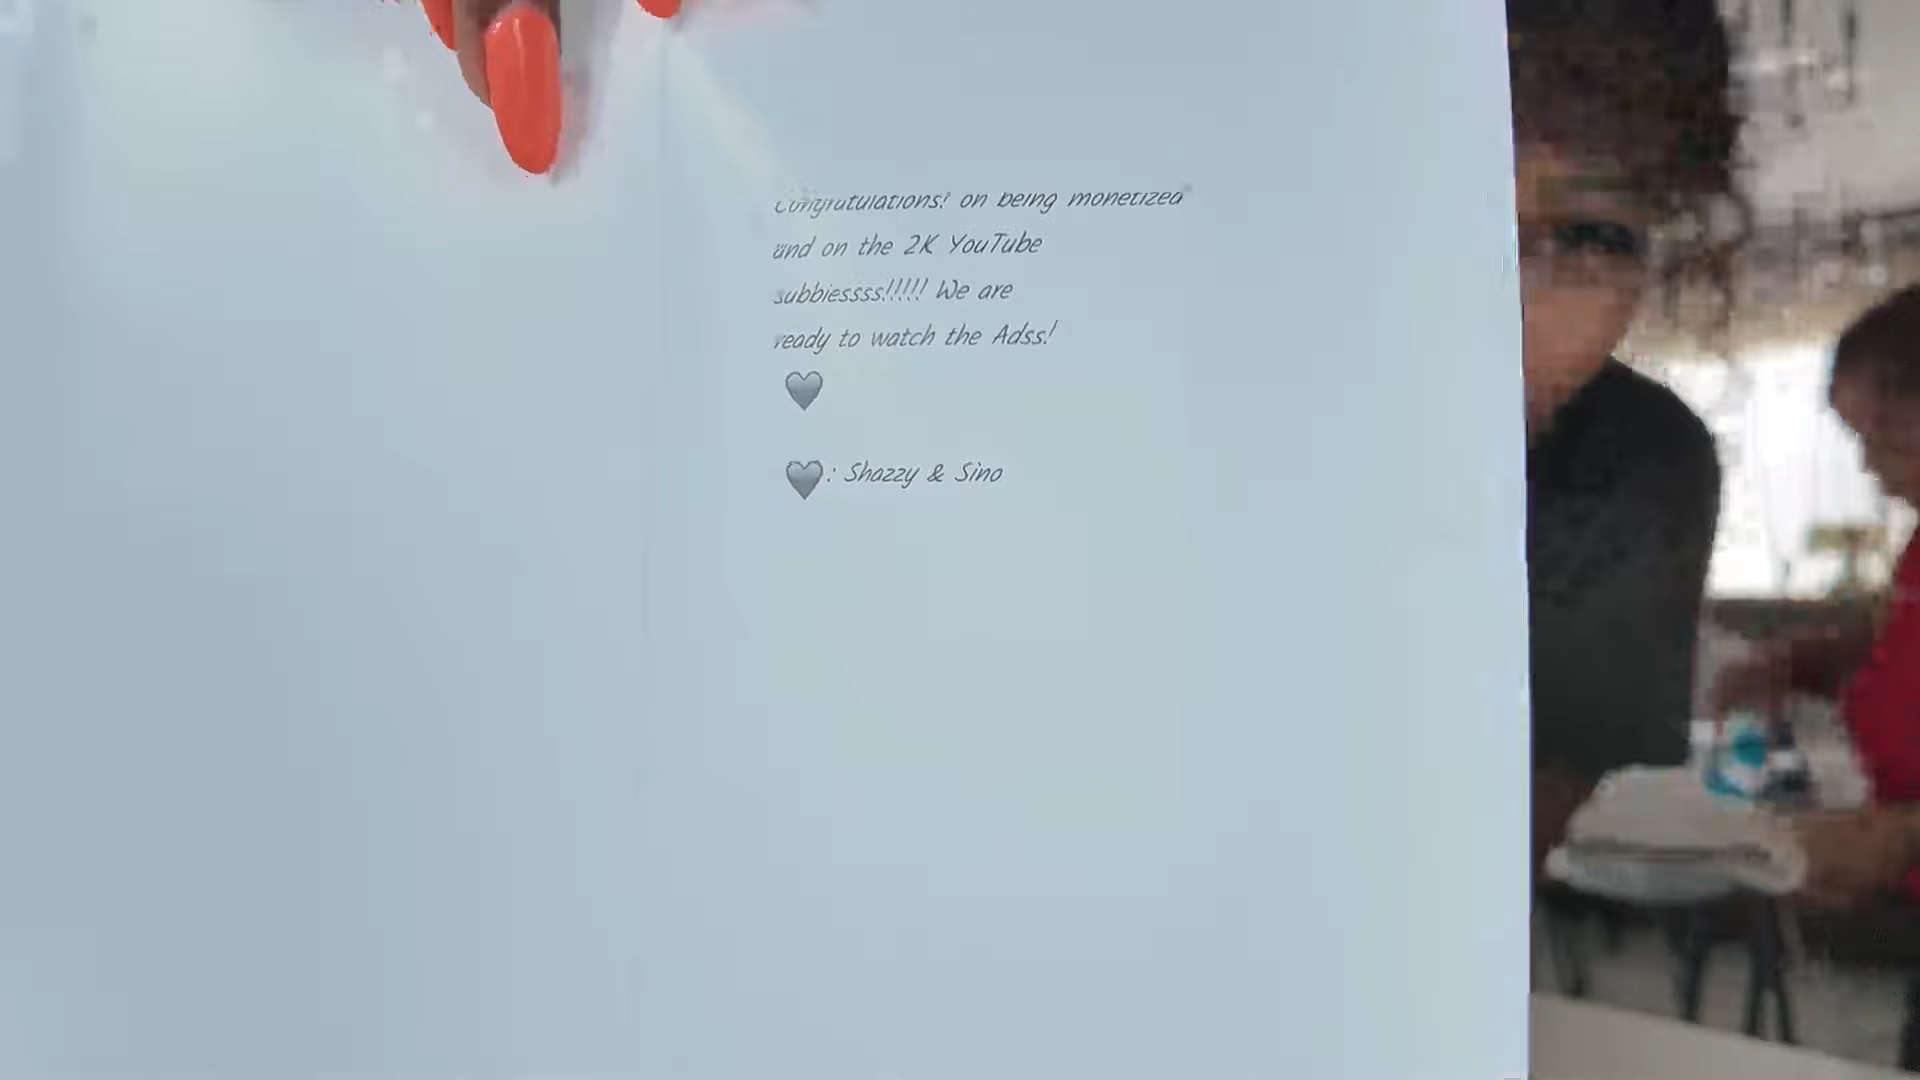 Congratulations! on being monetized
and on the 2K YouTube
subbiessss!!!!! We are
ready to watch the Adss!
🩶
🩶: Shazzy & Sino